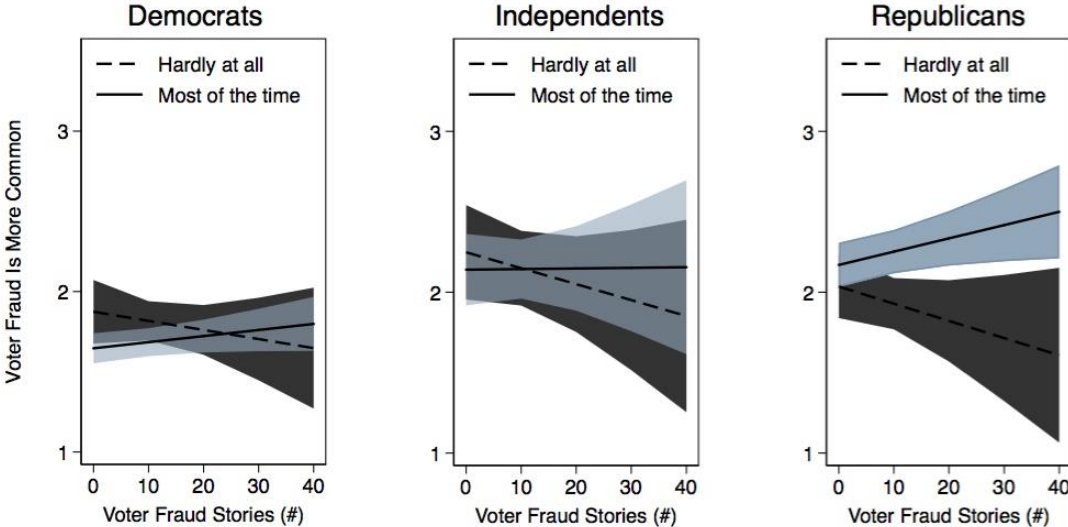 Democrats
Hardly at all
Most of the time
Voter Fraud Is More Common
3
2
1
0 10 20 30 40
Voter Fraud Stories (#)
Independents
Hardly at all
Most of the time
3
2
1
0 10 20 30 40
Voter Fraud Stories (#)
Republicans
Hardly at all
Most of the time
3
2
1
0 10 20 30 40
Voter Fraud Stories (#)